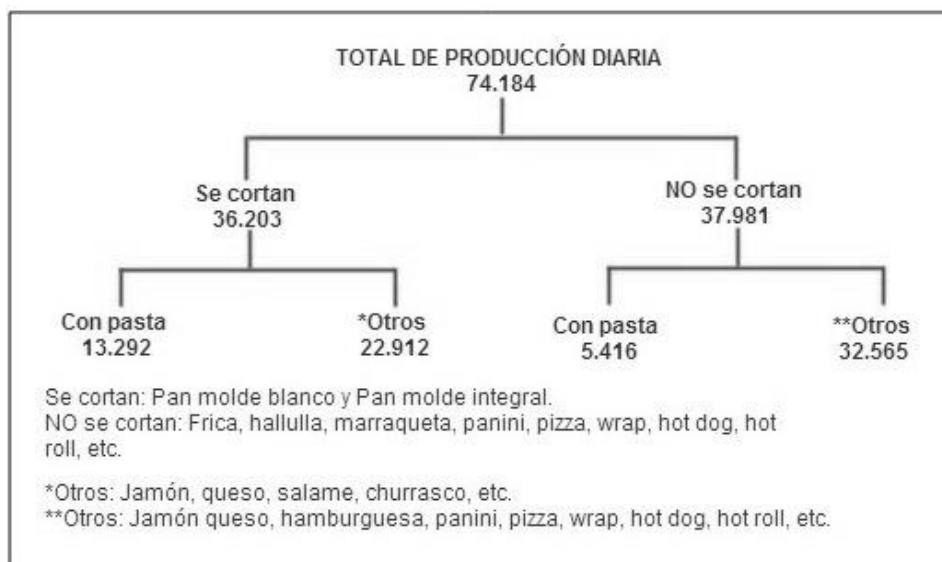 TOTAL DE PRODUCCIÓN DIARIA
74.184
Se cortan
36.203
NO se cortan
37.981
Con pasta
13.292
*Otros
22.912
Con pasta
5.416
**Otros
32.565
Se cortan: Pan molde blanco y Pan molde integral.
NO se cortan: Frica, hallulla, marraqueta, panini, pizza, wrap, hot dog, hot
roll, etc.
*Otros: Jamón, queso, salame, churrasco, etc.
**Otros: Jamón queso, hamburguesa, panini, pizza, wrap, hot dog, hot roll, etc.